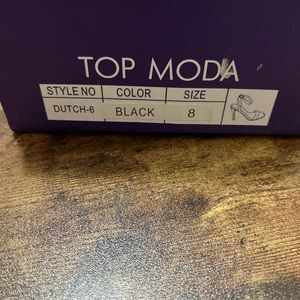 TOP MODA
STYLE NO COLOR SIZE
DUTCH-6 BLACK 8